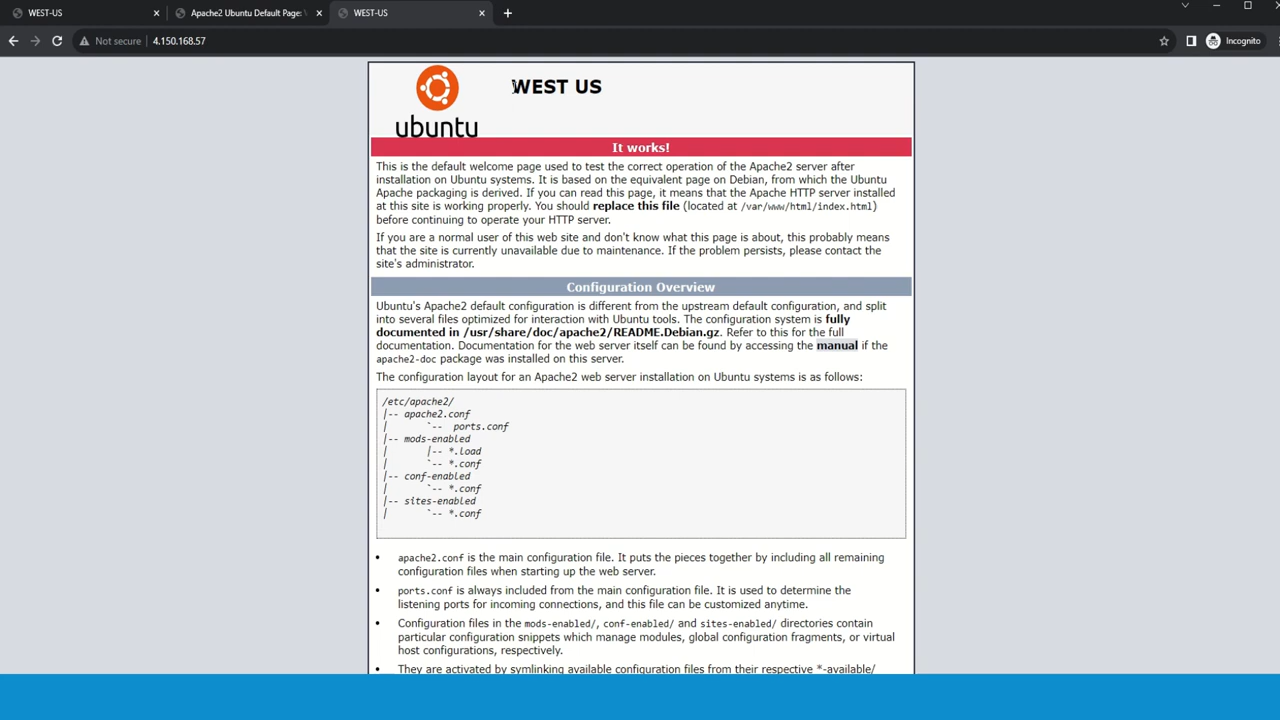 WEST-US
Apache2 Ubuntu Default Page:
WEST-US
Not secure
4.150.168.57
Incognito
ubuntu
WEST US
It works!
This is the default welcome page used to test the correct operation of the Apache2 server after
installation on Ubuntu systems. It is based on the equivalent page on Debian, from which the Ubuntu
Apache packaging is derived. If you can read this page, it means that the Apache HTTP server installed
at this site is working properly. You should replace this file (located at /var/www/html/index.html)
before continuing to operate your HTTP server.
If you are a normal user of this web site and don't know what this page is about, this probably means
that the site is currently unavailable due to maintenance. If the problem persists, please contact the
site's administrator.
Configuration Overview
Ubuntu's Apache2 default configuration is different from the upstream default configuration, and split
into several files optimized for interaction with Ubuntu tools. The configuration system is fully
documented in /usr/share/doc/apache2/README.Debian.gz. Refer to this for the full
documentation. Documentation for the web server itself can be found by accessing the manual if the
apache2-doc package was installed on this server.
The configuration layout for an Apache2 web server installation on Ubuntu systems is as follows:
/etc/apache2/
|-- apache2.conf
|       `--  ports.conf
|-- mods-enabled
|       |-- *.load
|       `-- *.conf
|-- conf-enabled
|       `-- *.conf
|-- sites-enabled
|       `-- *.conf
• apache2.conf is the main configuration file. It puts the pieces together by including all remaining
configuration files when starting up the web server.
• ports.conf is always included from the main configuration file. It is used to determine the
listening ports for incoming connections, and this file can be customized anytime.
• Configuration files in the mods-enabled/, conf-enabled/ and sites-enabled/ directories contain
particular configuration snippets which manage modules, global configuration fragments, or virtual
host configurations, respectively.
• They are activated by symlinking available configuration files from their respective *-available/